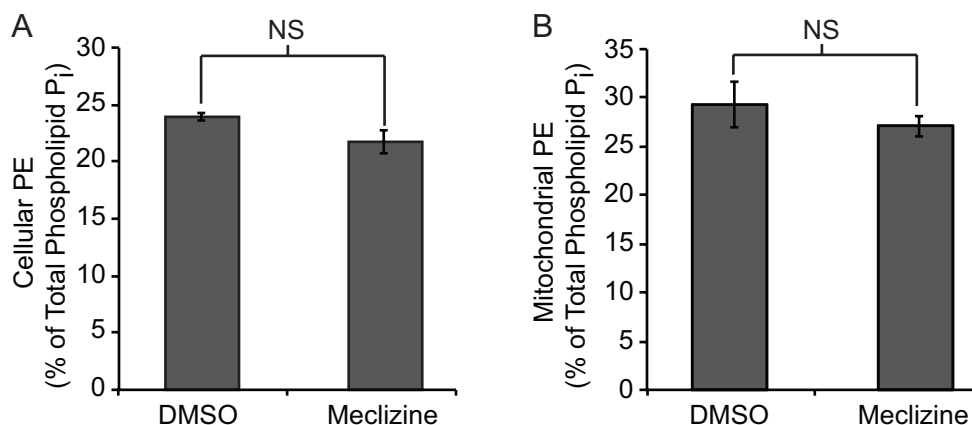 A
NS
Cellular PE
(% of Total Phospholipid Pi)
30
25
20
15
10
5
0
DMSO Meclizine
B
NS
Mitochondrial PE
(% of Total Phospholipid Pi)
35
30
25
20
15
10
5
0
DMSO Meclizine